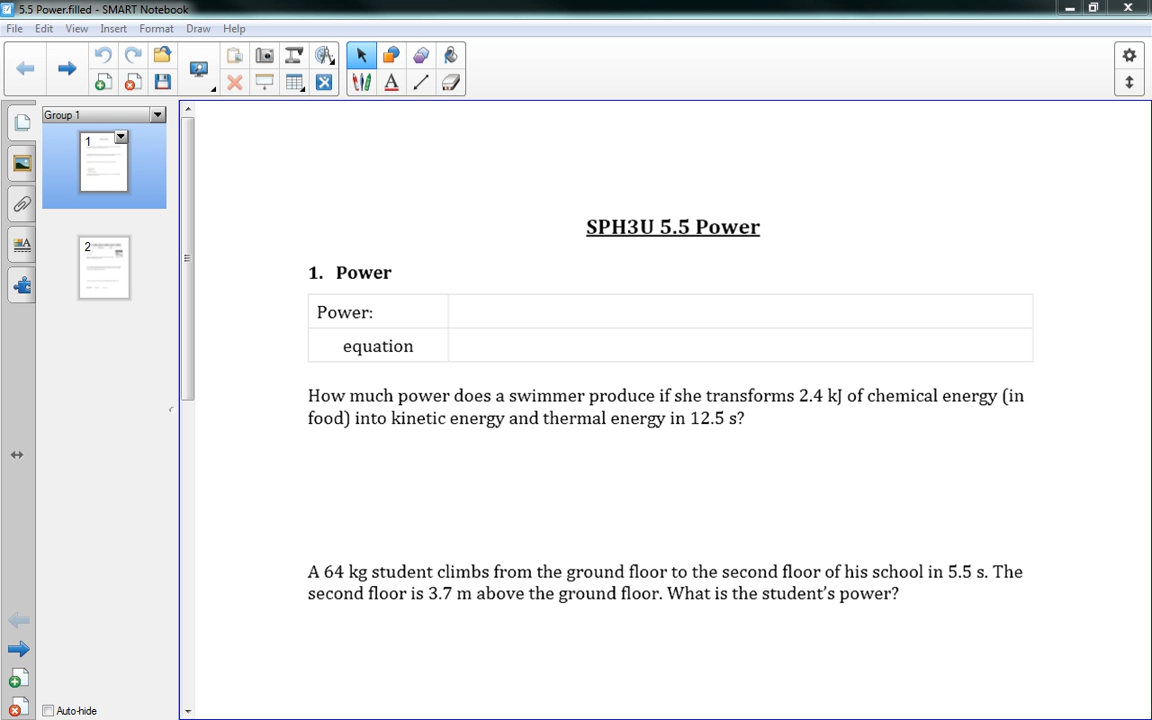 5.5 Power.filled - SMART Notebook
File Edit View Insert Format Draw Help
Group 1
1
2
SPH3U 5.5 Power
1. Power
Power:
equation
How much power does a swimmer produce if she transforms 2.4 kJ of chemical energy (in
food) into kinetic energy and thermal energy in 12.5 s?
A 64 kg student climbs from the ground floor to the second floor of his school in 5.5 s. The
second floor is 3.7 m above the ground floor. What is the student's power?
Auto-hide